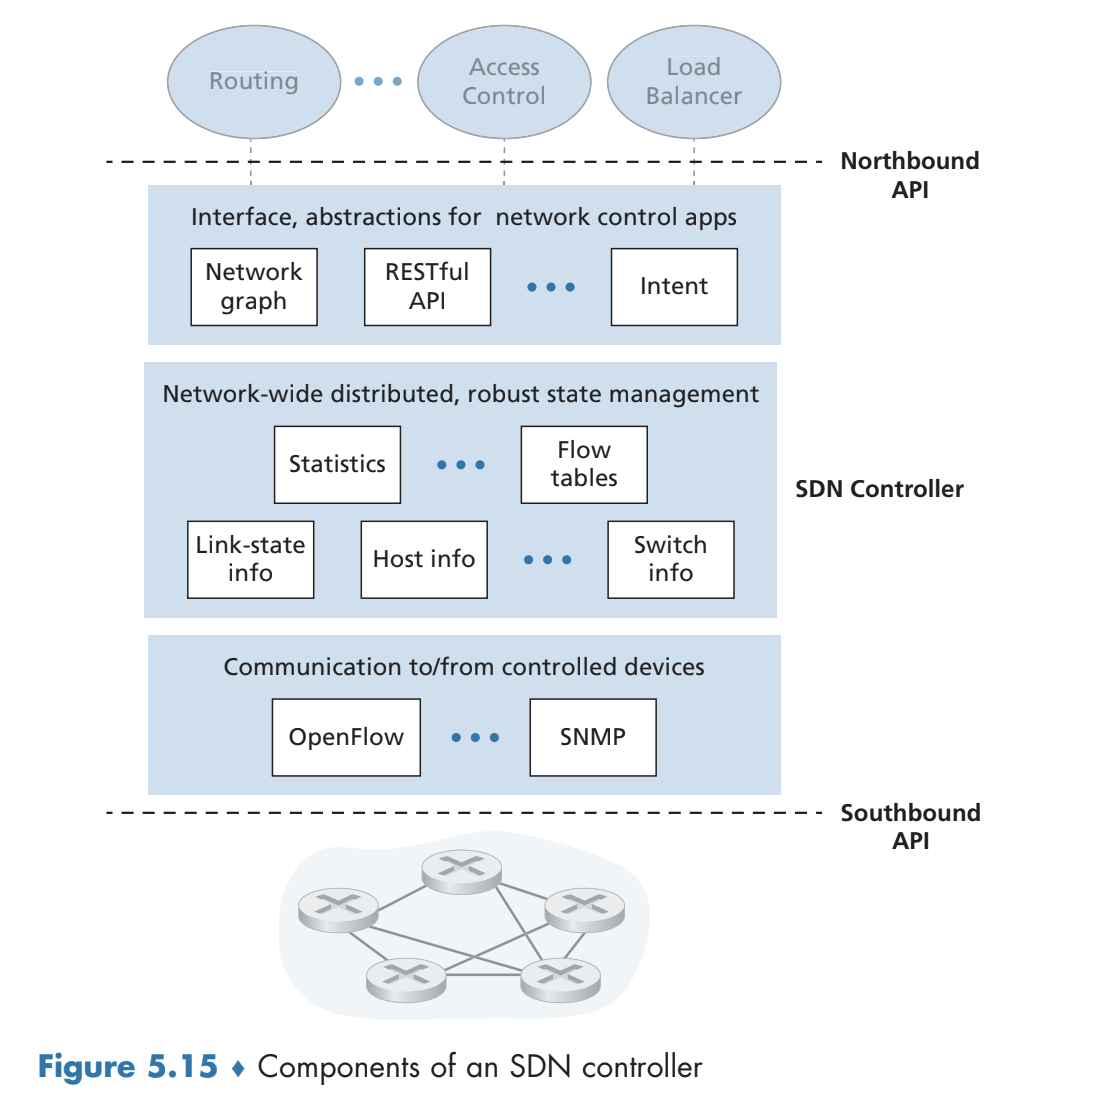 Routing
Access
Control
Load
Balancer
Northbound
API
Interface, abstractions for network control apps
Network
graph
RESTful
API
Intent
Network-wide distributed, robust state management
Statistics
Flow
tables
SDN Controller
Link-state
info
Host info
Switch
info
Communication to/from controlled devices
OpenFlow
SNMP
Southbound
API
Figure 5.15 ♦ Components of an SDN controller